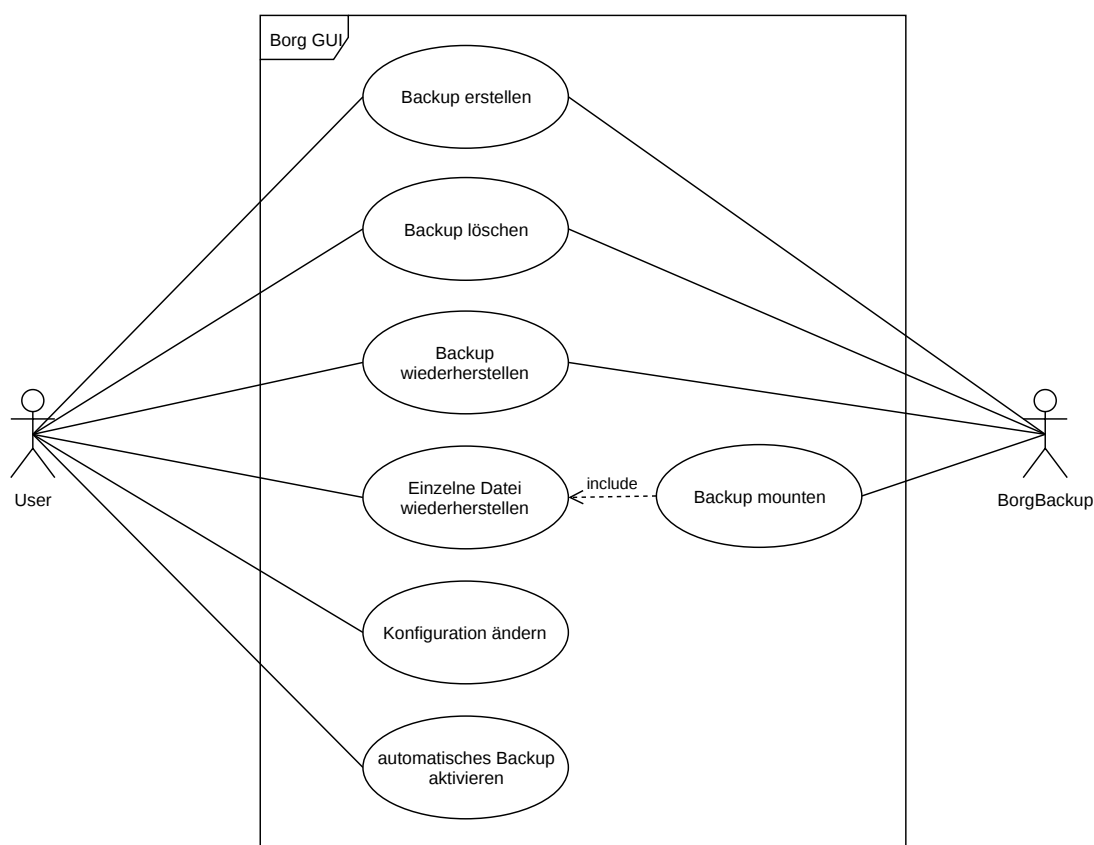 Borg GUI
Backup erstellen
Backup löschen
Backup
wiederherstellen
Einzelne Datei
wiederherstellen
include
Backup mounten
User
BorgBackup
Konfiguration ändern
automatisches Backup
aktivieren